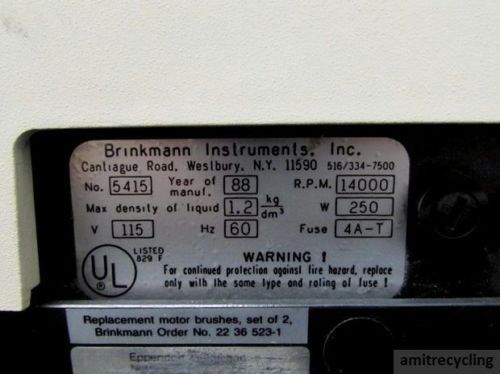 Brinkmann Instruments, Inc.
Cantiague Road, Westbury, N.Y. 11590 516/334-7500
No. 5415 Year of manuf. 88 R.P.M. 14000
Max density of liquid 1.2 kg/dm³ W 250
V 115 Hz 60 Fuse 4A-T
UL ® LISTED 829 F
WARNING !
For continued protection against fire hazard, replace
only with the same type and rating of fuse !
Replacement motor brushes, set of 2,
Brinkmann Order No. 22 36 523-1
Eppendorf
amitrecycling